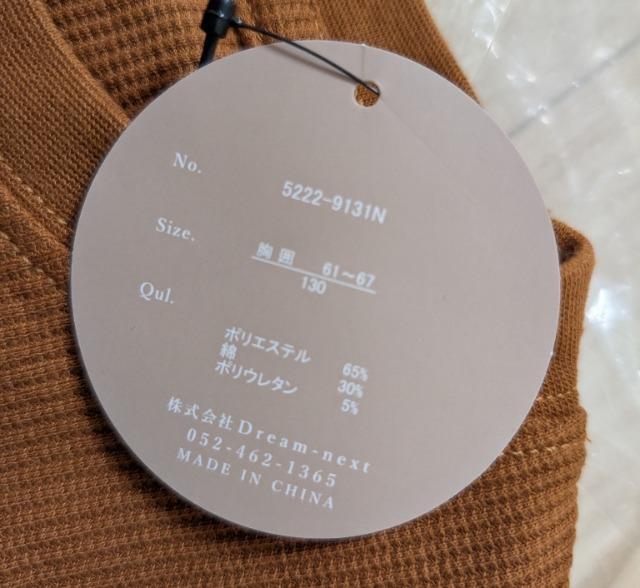 No. 5222-9131N
Size. 胸囲 61～67
130
Qul.
ポリエステル 65%
綿 30%
ポリウレタン 5%
株式会社Dream-next
052-462-1365
MADE IN CHINA